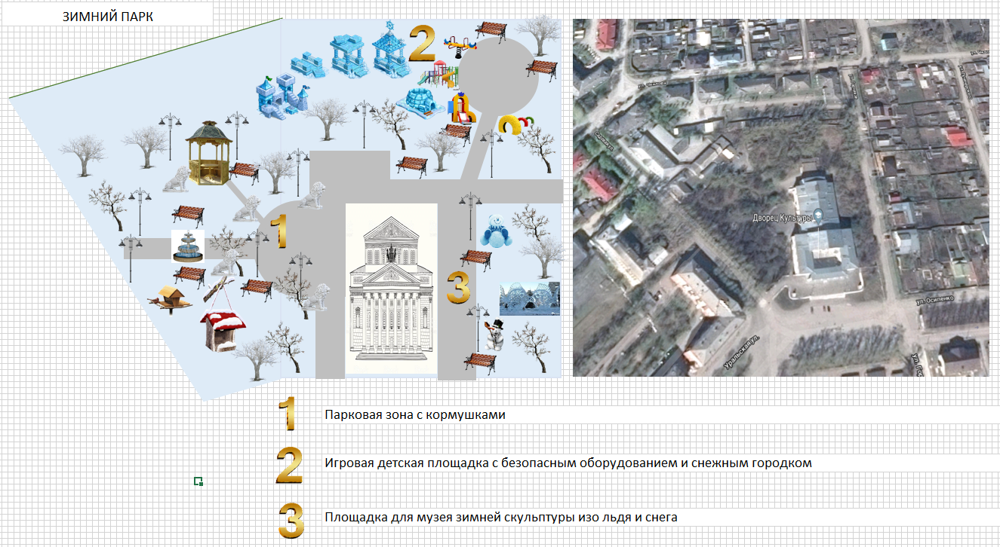 ЗИМНИЙ ПАРК
2
1
3
Дворец Культуры
ул. Осипенко
Уральская ул.
1
Парковая зона с кормушками
2
Игровая детская площадка с безопасным оборудованием и снежным городком
3
Площадка для музея зимней скульптуры изо льдя и снега